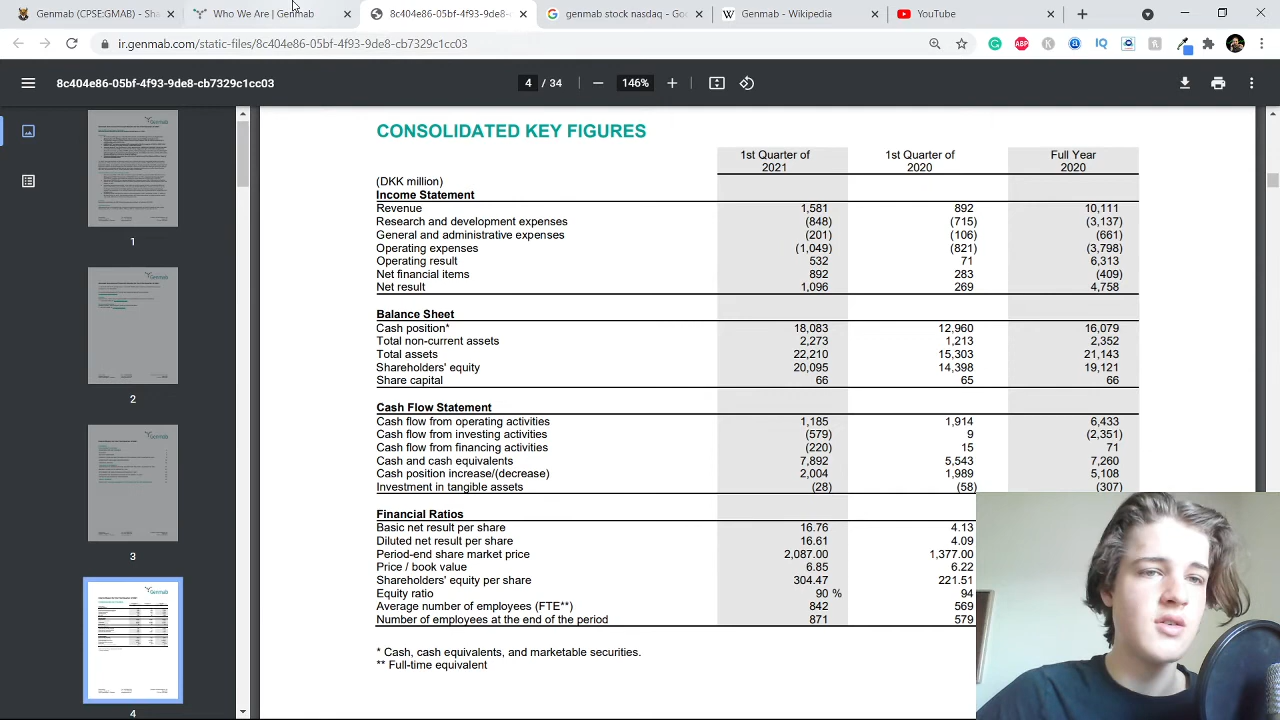 Genmab (CPSE:GMAB) - Sha
Who We Are | Genmab
8c404e86-05bf-4f93-9de8-
genmab stock nasdaq - Go
Genmab - Wikipedia
YouTube
ir.genmab.com/static-files/8c404e86-05bf-4f93-9de8-cb7329c1cc03
8c404e86-05bf-4f93-9de8-cb7329c1cc03
4 / 34
146%
1
2
3
4
CONSOLIDATED KEY FIGURES
1st Quarter of 2021 1st Quarter of 2020 Full Year 2020
(DKK million)
Income Statement
Revenue 1,581 892 10,111
Research and development expenses (848) (715) (3,137)
General and administrative expenses (201) (106) (661)
Operating expenses (1,049) (821) (3,798)
Operating result 532 71 6,313
Net financial items 892 283 (409)
Net result 1,096 269 4,758
Balance Sheet
Cash position* 18,083 12,960 16,079
Total non-current assets 2,273 1,213 2,352
Total assets 22,210 15,303 21,143
Shareholders' equity 20,095 14,398 19,121
Share capital 66 65 66
Cash Flow Statement
Cash flow from operating activities 1,185 1,914 6,433
Cash flow from investing activities (579) 9 (2,351)
Cash flow from financing activities (220) 15 71
Cash and cash equivalents 7,892 5,543 7,260
Cash position increase/(decrease) 2,004 1,989 5,108
Investment in tangible assets (28) (58) (307)
Financial Ratios
Basic net result per share 16.76 4.13
Diluted net result per share 16.61 4.09
Period-end share market price 2,087.00 1,377.00
Price / book value 6.85 6.22
Shareholders' equity per share 304.47 221.51
Equity ratio 90 % 94
Average number of employees (FTE**) 842 569
Number of employees at the end of the period 871 579
* Cash, cash equivalents, and marketable securities.
** Full-time equivalent